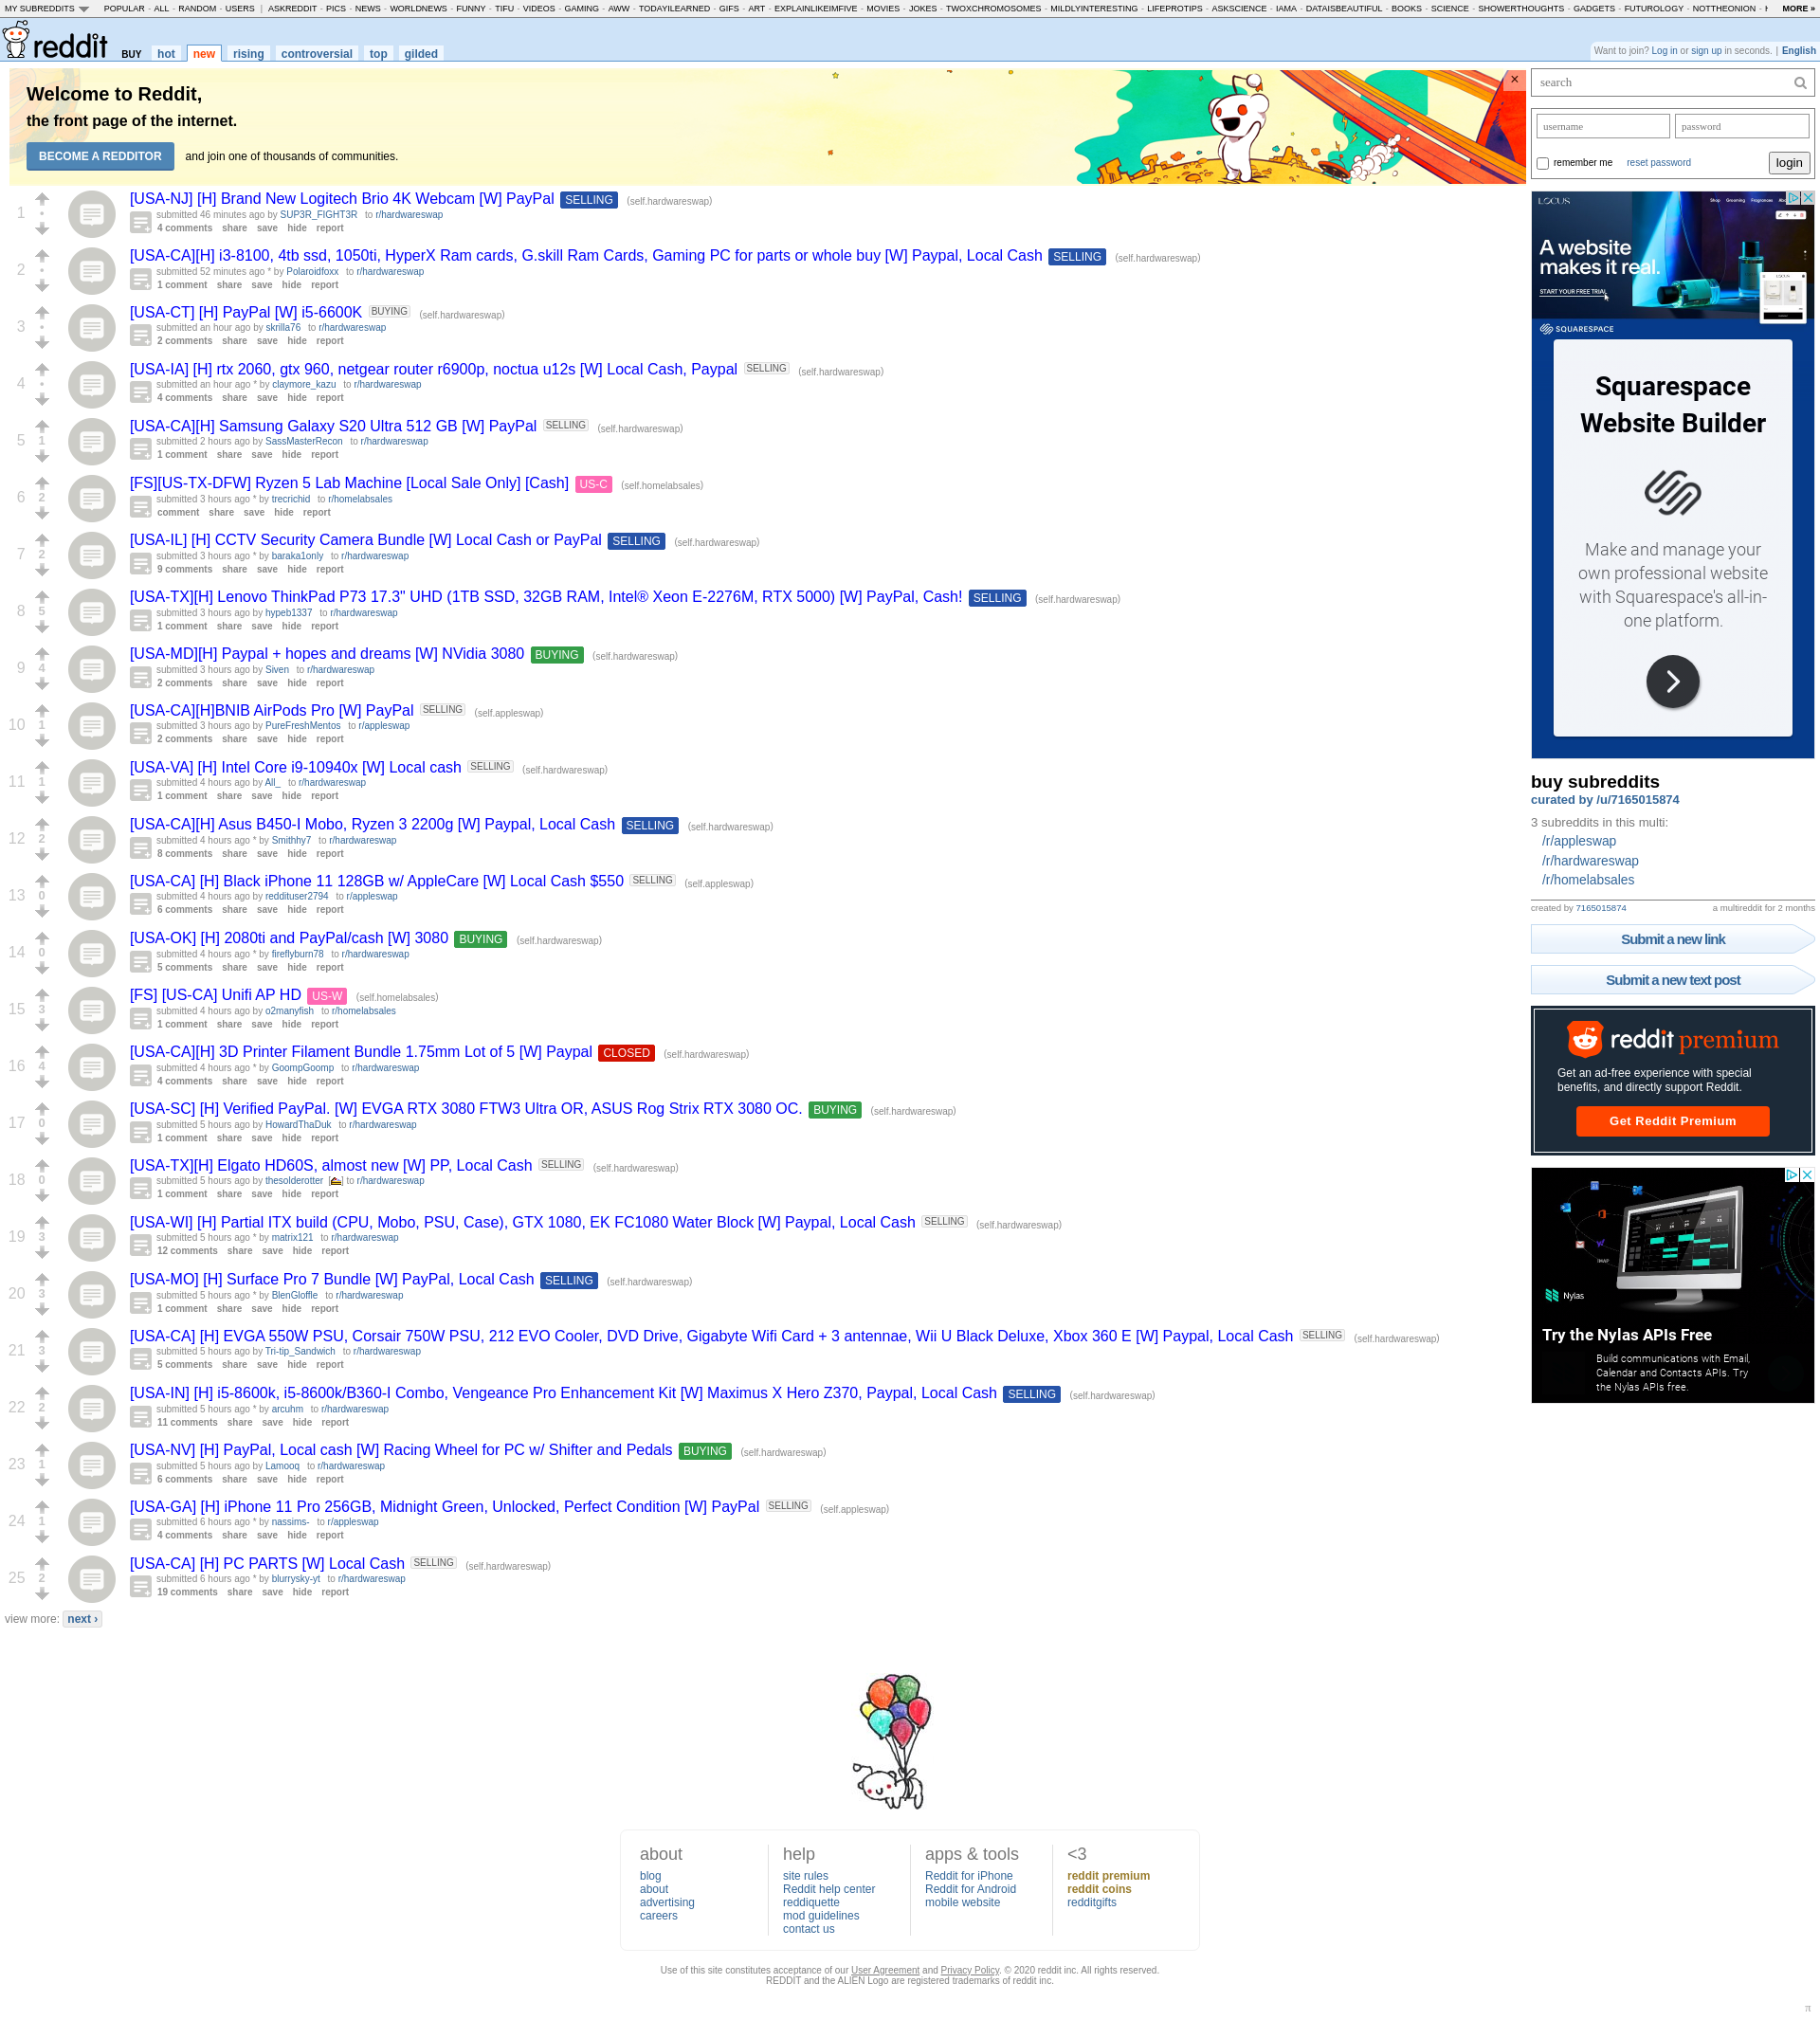 MY SUBREDDITS POPULAR - ALL - RANDOM - USERS | ASKREDDIT - PICS - NEWS - WORLDNEWS - FUNNY - TIFU - VIDEOS - GAMING - AWW - TODAYILEARNED - GIFS - ART - EXPLAINLIKEIMFIVE - MOVIES - JOKES - TWOXCHROMOSOMES - MILDLYINTERESTING - LIFEPROTIPS - ASKSCIENCE - IAMA - DATAISBEAUTIFUL - BOOKS - SCIENCE - SHOWERTHOUGHTS - GADGETS - FUTUROLOGY - NOTTHEONION - MORE »
reddit BUY hot new rising controversial top gilded
Want to join? Log in or sign up in seconds. | English
Welcome to Reddit,
the front page of the internet.
BECOME A REDDITOR and join one of thousands of communities.
×
1
[USA-NJ] [H] Brand New Logitech Brio 4K Webcam [W] PayPal SELLING (self.hardwareswap)
submitted 46 minutes ago by SUP3R_FIGHT3R to r/hardwareswap
4 comments share save hide report
2
[USA-CA][H] i3-8100, 4tb ssd, 1050ti, HyperX Ram cards, G.skill Ram Cards, Gaming PC for parts or whole buy [W] Paypal, Local Cash SELLING (self.hardwareswap)
submitted 52 minutes ago * by Polaroidfoxx to r/hardwareswap
1 comment share save hide report
3
[USA-CT] [H] PayPal [W] i5-6600K BUYING (self.hardwareswap)
submitted an hour ago by skrilla76 to r/hardwareswap
2 comments share save hide report
4
[USA-IA] [H] rtx 2060, gtx 960, netgear router r6900p, noctua u12s [W] Local Cash, Paypal SELLING (self.hardwareswap)
submitted an hour ago * by claymore_kazu to r/hardwareswap
4 comments share save hide report
5 1
[USA-CA][H] Samsung Galaxy S20 Ultra 512 GB [W] PayPal SELLING (self.hardwareswap)
submitted 2 hours ago by SassMasterRecon to r/hardwareswap
1 comment share save hide report
6 2
[FS][US-TX-DFW] Ryzen 5 Lab Machine [Local Sale Only] [Cash] US-C (self.homelabsales)
submitted 3 hours ago * by trecrichid to r/homelabsales
comment share save hide report
7 2
[USA-IL] [H] CCTV Security Camera Bundle [W] Local Cash or PayPal SELLING (self.hardwareswap)
submitted 3 hours ago * by baraka1only to r/hardwareswap
9 comments share save hide report
8 5
[USA-TX][H] Lenovo ThinkPad P73 17.3" UHD (1TB SSD, 32GB RAM, Intel® Xeon E-2276M, RTX 5000) [W] PayPal, Cash! SELLING (self.hardwareswap)
submitted 3 hours ago by hypeb1337 to r/hardwareswap
1 comment share save hide report
9 4
[USA-MD][H] Paypal + hopes and dreams [W] NVidia 3080 BUYING (self.hardwareswap)
submitted 3 hours ago by Siven to r/hardwareswap
2 comments share save hide report
10 1
[USA-CA][H]BNIB AirPods Pro [W] PayPal SELLING (self.appleswap)
submitted 3 hours ago by PureFreshMentos to r/appleswap
2 comments share save hide report
11 1
[USA-VA] [H] Intel Core i9-10940x [W] Local cash SELLING (self.hardwareswap)
submitted 4 hours ago by All_ to r/hardwareswap
1 comment share save hide report
12 2
[USA-CA][H] Asus B450-I Mobo, Ryzen 3 2200g [W] Paypal, Local Cash SELLING (self.hardwareswap)
submitted 4 hours ago * by Smithhy7 to r/hardwareswap
8 comments share save hide report
13 0
[USA-CA] [H] Black iPhone 11 128GB w/ AppleCare [W] Local Cash $550 SELLING (self.appleswap)
submitted 4 hours ago by reddituser2794 to r/appleswap
6 comments share save hide report
14 0
[USA-OK] [H] 2080ti and PayPal/cash [W] 3080 BUYING (self.hardwareswap)
submitted 4 hours ago * by fireflyburn78 to r/hardwareswap
5 comments share save hide report
15 3
[FS] [US-CA] Unifi AP HD US-W (self.homelabsales)
submitted 4 hours ago by o2manyfish to r/homelabsales
1 comment share save hide report
16 4
[USA-CA][H] 3D Printer Filament Bundle 1.75mm Lot of 5 [W] Paypal CLOSED (self.hardwareswap)
submitted 4 hours ago * by GoompGoomp to r/hardwareswap
4 comments share save hide report
17 0
[USA-SC] [H] Verified PayPal. [W] EVGA RTX 3080 FTW3 Ultra OR, ASUS Rog Strix RTX 3080 OC. BUYING (self.hardwareswap)
submitted 5 hours ago by HowardThaDuk to r/hardwareswap
1 comment share save hide report
18 0
[USA-TX][H] Elgato HD60S, almost new [W] PP, Local Cash SELLING (self.hardwareswap)
submitted 5 hours ago by thesolderotter to r/hardwareswap
1 comment share save hide report
19 3
[USA-WI] [H] Partial ITX build (CPU, Mobo, PSU, Case), GTX 1080, EK FC1080 Water Block [W] Paypal, Local Cash SELLING (self.hardwareswap)
submitted 5 hours ago * by matrix121 to r/hardwareswap
12 comments share save hide report
20 3
[USA-MO] [H] Surface Pro 7 Bundle [W] PayPal, Local Cash SELLING (self.hardwareswap)
submitted 5 hours ago * by BlenGloffle to r/hardwareswap
1 comment share save hide report
21 3
[USA-CA] [H] EVGA 550W PSU, Corsair 750W PSU, 212 EVO Cooler, DVD Drive, Gigabyte Wifi Card + 3 antennae, Wii U Black Deluxe, Xbox 360 E [W] Paypal, Local Cash SELLING (self.hardwareswap)
submitted 5 hours ago by Tri-tip_Sandwich to r/hardwareswap
5 comments share save hide report
22 2
[USA-IN] [H] i5-8600k, i5-8600k/B360-I Combo, Vengeance Pro Enhancement Kit [W] Maximus X Hero Z370, Paypal, Local Cash SELLING (self.hardwareswap)
submitted 5 hours ago * by arcuhm to r/hardwareswap
11 comments share save hide report
23 1
[USA-NV] [H] PayPal, Local cash [W] Racing Wheel for PC w/ Shifter and Pedals BUYING (self.hardwareswap)
submitted 5 hours ago by Lamooq to r/hardwareswap
6 comments share save hide report
24 1
[USA-GA] [H] iPhone 11 Pro 256GB, Midnight Green, Unlocked, Perfect Condition [W] PayPal SELLING (self.appleswap)
submitted 6 hours ago * by nassims- to r/appleswap
4 comments share save hide report
25 2
[USA-CA] [H] PC PARTS [W] Local Cash SELLING (self.hardwareswap)
submitted 6 hours ago * by blurrysky-yt to r/hardwareswap
19 comments share save hide report
view more: next ›
search
username password
remember me reset password login
LOCUS
Shop Grooming Fragrances
A website
makes it real.
START YOUR FREE TRIAL
SQUARESPACE
Squarespace
Website Builder
Make and manage your
own professional website
with Squarespace's all-in-
one platform.
buy subreddits
curated by /u/7165015874
3 subreddits in this multi:
/r/appleswap
/r/hardwareswap
/r/homelabsales
created by 7165015874 a multireddit for 2 months
Submit a new link
Submit a new text post
reddit premium
Get an ad-free experience with special
benefits, and directly support Reddit.
Get Reddit Premium
IMAP
Nylas
Try the Nylas APIs Free
Build communications with Email,
Calendar and Contacts APIs. Try
the Nylas APIs free.
about
blog
about
advertising
careers
help
site rules
Reddit help center
reddiquette
mod guidelines
contact us
apps & tools
Reddit for iPhone
Reddit for Android
mobile website
<3
reddit premium
reddit coins
redditgifts
Use of this site constitutes acceptance of our User Agreement and Privacy Policy. © 2020 reddit inc. All rights reserved.
REDDIT and the ALIEN Logo are registered trademarks of reddit inc.
π